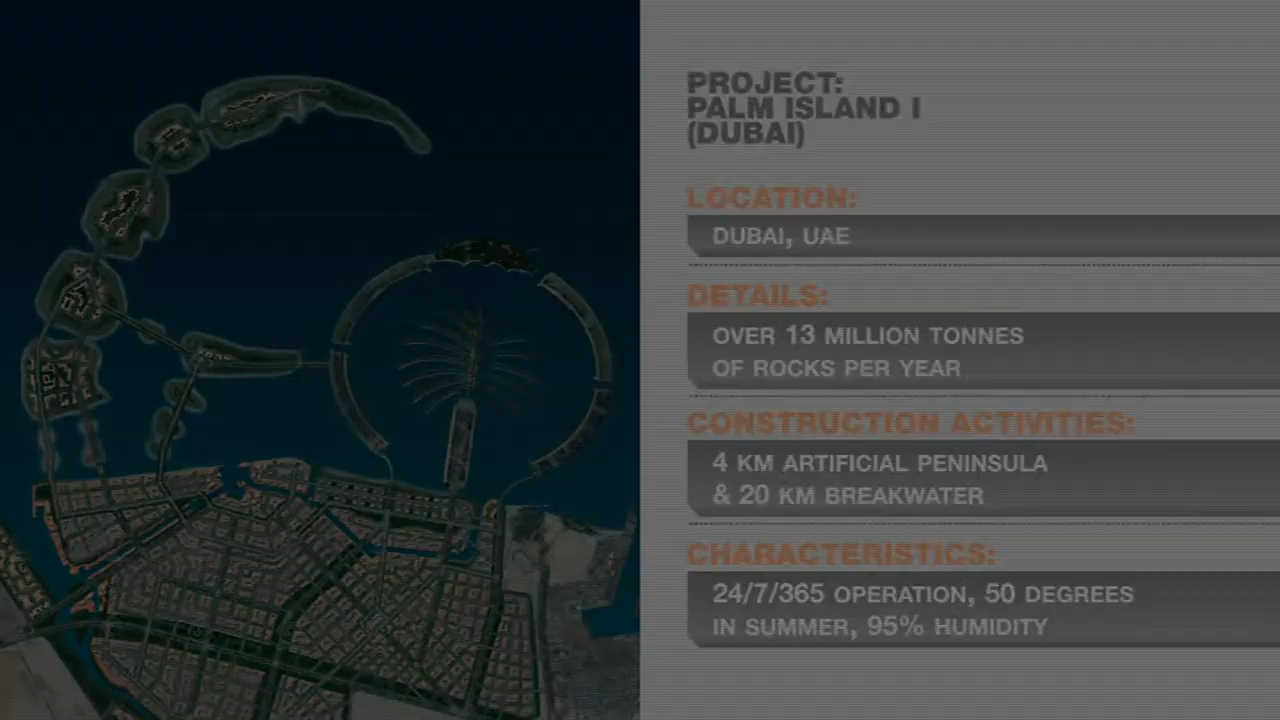 PROJECT:
PALM ISLAND I
(DUBAI)
LOCATION:
DUBAI, UAE
DETAILS:
OVER 13 MILLION TONNES
OF ROCKS PER YEAR
CONSTRUCTION ACTIVITIES:
4 KM ARTIFICIAL PENINSULA
& 20 KM BREAKWATER
CHARACTERISTICS:
24/7/365 OPERATION, 50 DEGREES
IN SUMMER, 95% HUMIDITY